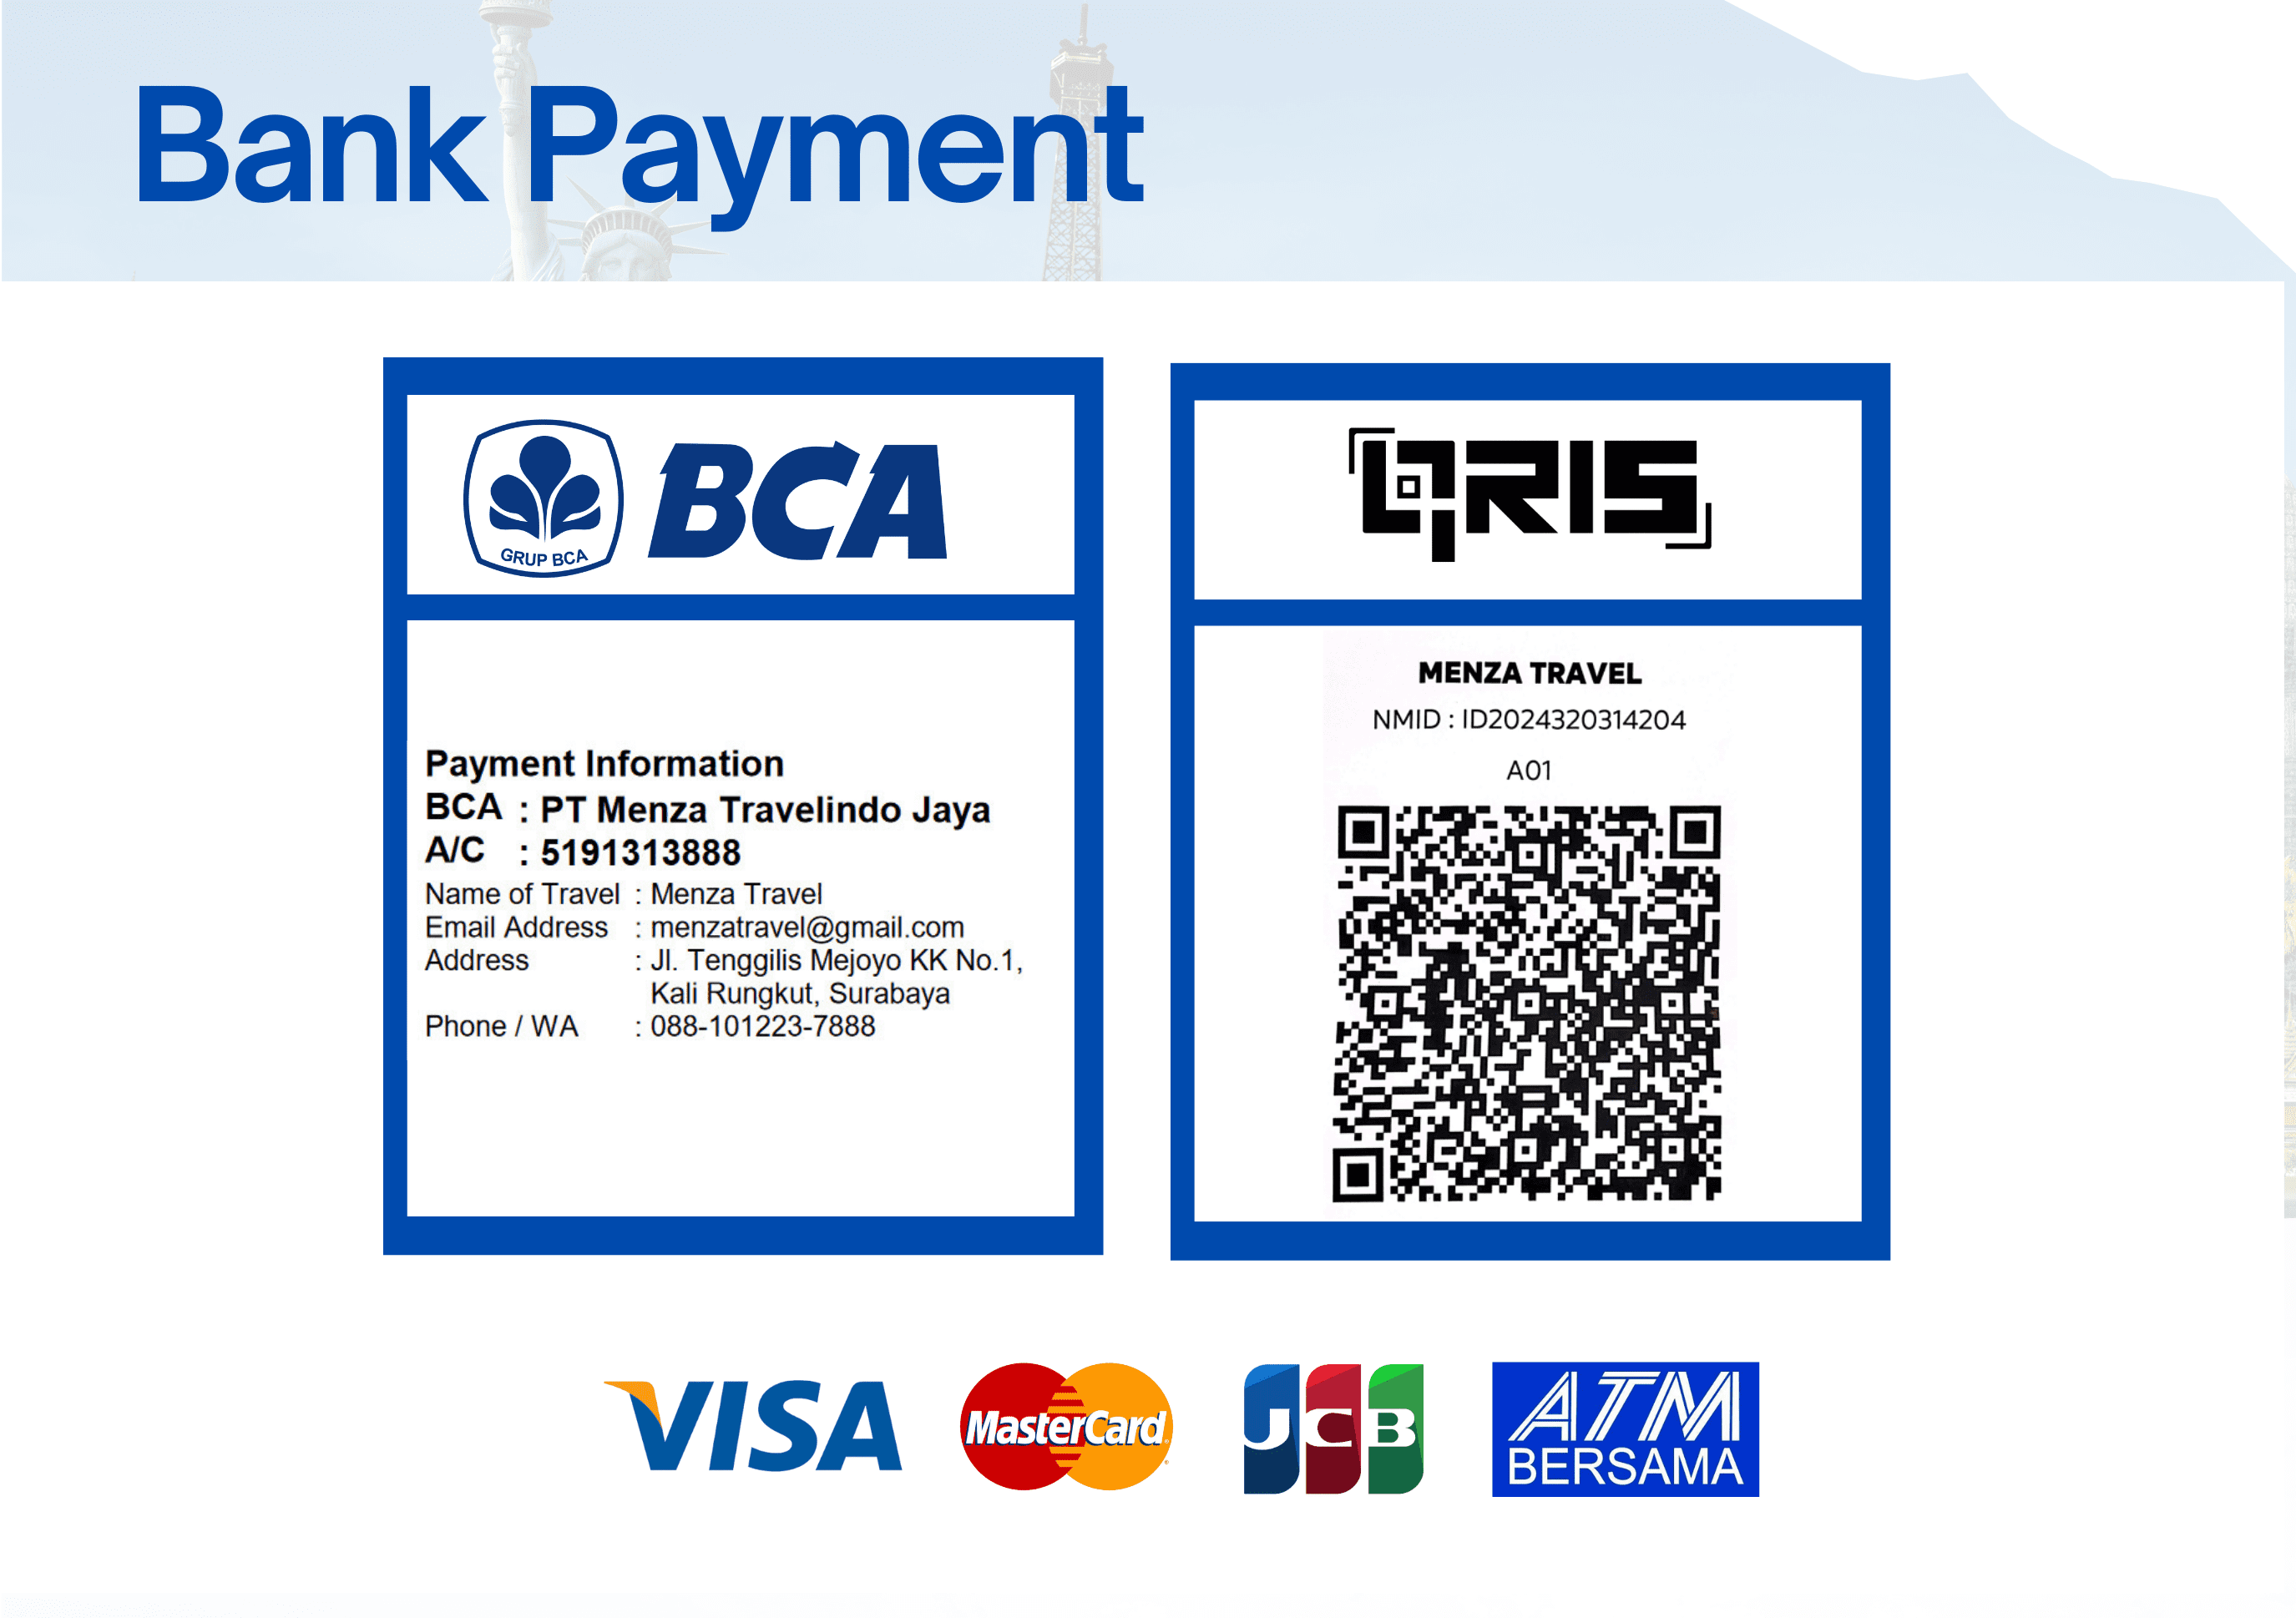 Bank Payment
GRUP BCA
BCA
Payment Information
BCA : PT Menza Travelindo Jaya
A/C : 5191313888
Name of Travel : Menza Travel
Email Address : menzatravel@gmail.com
Address : Jl. Tenggilis Mejoyo KK No.1,
Kali Rungkut, Surabaya
Phone / WA : 088-101223-7888
QRIS
MENZA TRAVEL
NMID : ID2024320314204
A01
VISA
MasterCard
JCB
ATM
BERSAMA